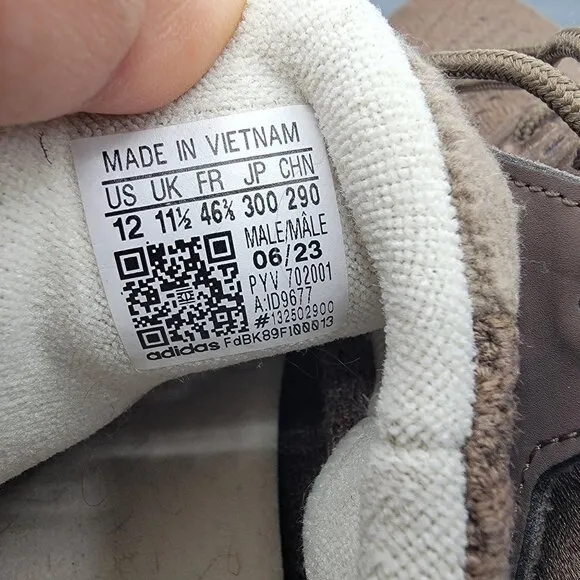 MADE IN VIETNAM
US UK FR JP CHN
12 11½ 46⅔ 300 290
MALE/MÂLE
06/23
PYV 702001
A:ID9677
#132502900
adidas FdBK89F100013